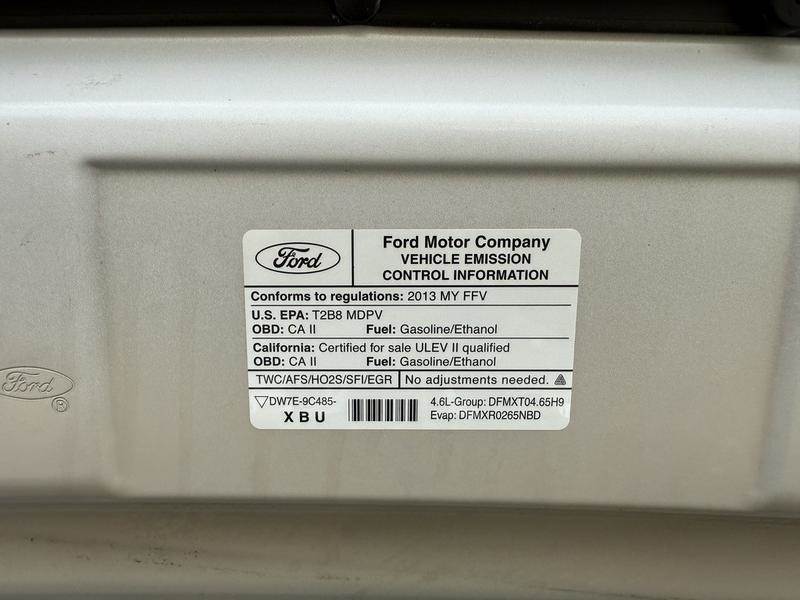 Ford
Ford Motor Company
VEHICLE EMISSION
CONTROL INFORMATION
Conforms to regulations: 2013 MY FFV
U.S. EPA: T2B8 MDPV
OBD: CA II Fuel: Gasoline/Ethanol
California: Certified for sale ULEV II qualified
OBD: CA II Fuel: Gasoline/Ethanol
TWC/AFS/HO2S/SFI/EGR No adjustments needed.
DW7E-9C485-
XBU
4.6L-Group: DFMXT04.65H9
Evap: DFMXR0265NBD
Ford
®